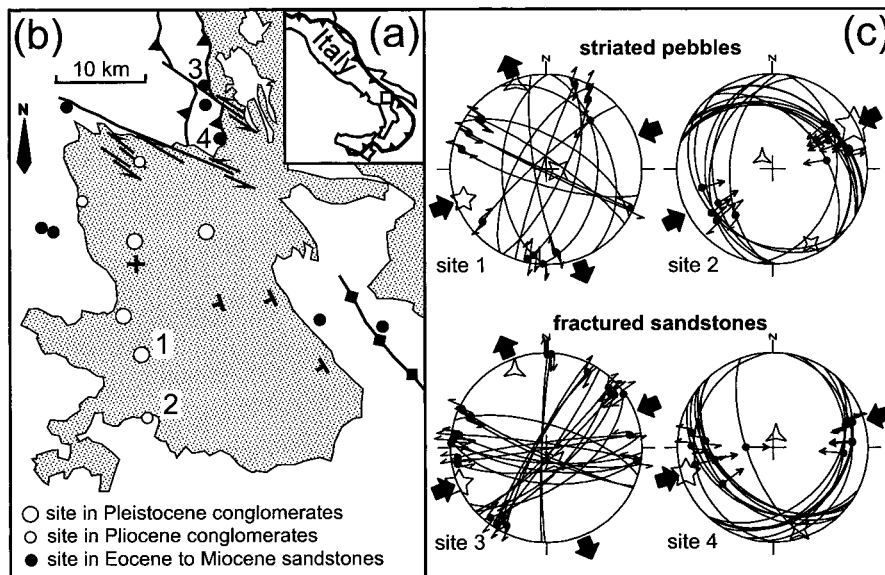 (b)
10 km
N
3
4
1
2
(a)
Italy
○ site in Pleistocene conglomerates
○ site in Pliocene conglomerates
● site in Eocene to Miocene sandstones
(c)
striated pebbles
N
site 1
N
site 2
fractured sandstones
N
site 3
N
site 4